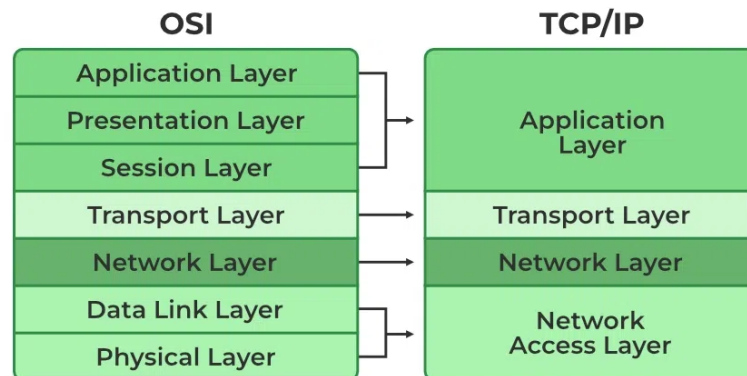 OSI
Application Layer
Presentation Layer
Session Layer
Transport Layer
Network Layer
Data Link Layer
Physical Layer
TCP/IP
Application
Layer
Transport Layer
Network Layer
Network
Access Layer